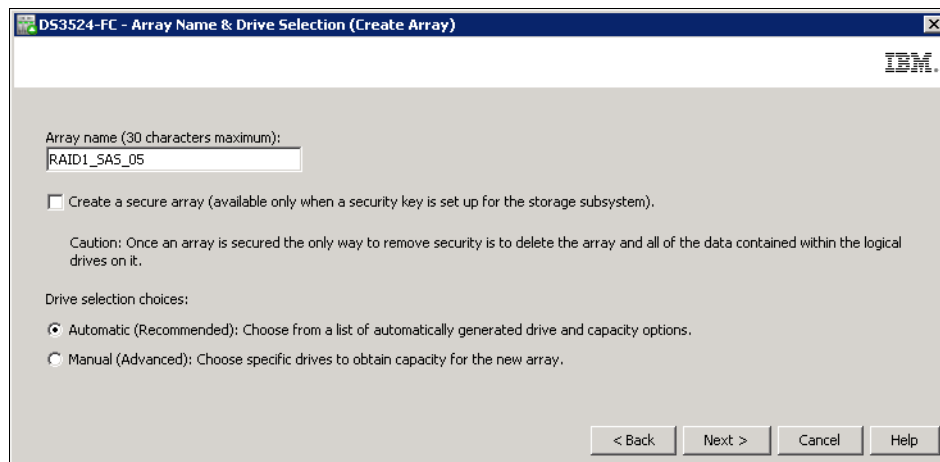 DS3524-FC - Array Name & Drive Selection (Create Array)
IBM.
Array name (30 characters maximum):
RAID1_SAS_05
Create a secure array (available only when a security key is set up for the storage subsystem).
Caution: Once an array is secured the only way to remove security is to delete the array and all of the data contained within the logical
drives on it.
Drive selection choices:
Automatic (Recommended): Choose from a list of automatically generated drive and capacity options.
Manual (Advanced): Choose specific drives to obtain capacity for the new array.
< Back Next > Cancel Help